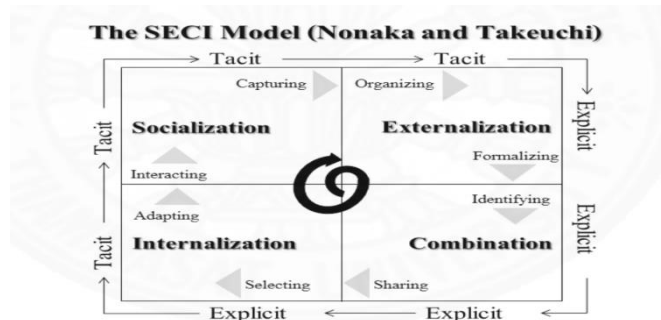 The SECI Model (Nonaka and Takeuchi)
Tacit Tacit
Capturing Organizing
Tacit
Explicit
Socialization Externalization
Formalizing
Interacting
Identifying
Adapting
Tacit
Explicit
Internalization Combination
Selecting Sharing
Explicit Explicit